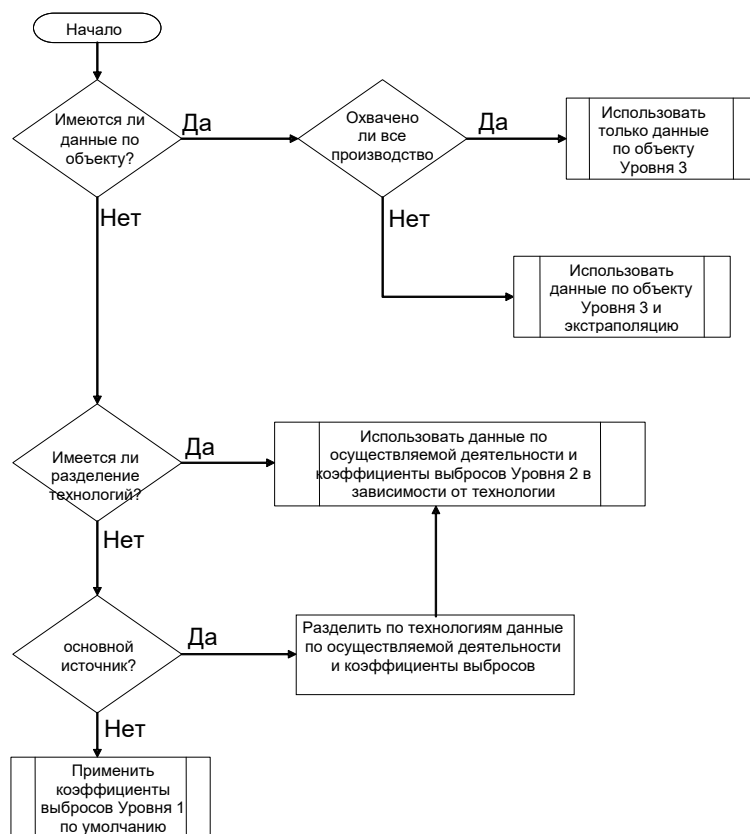 Начало
Имеются ли
данные по
объекту?
Да
Охвачено
ли все
производство
Да
Использовать
только данные
по объекту
Уровня 3
Нет
Нет
Использовать
данные по объекту
Уровня 3 и
экстраполяцию
Имеется ли
разделение
технологий?
Да
Использовать данные по
осуществляемой деятельности и
коэффициенты выбросов Уровня 2 в
зависимости от технологии
Нет
основной
источник?
Да
Разделить по технологиям данные
по осуществляемой деятельности
и коэффициенты выбросов
Нет
Применить
коэффициенты
выбросов Уровня 1
по умолчанию